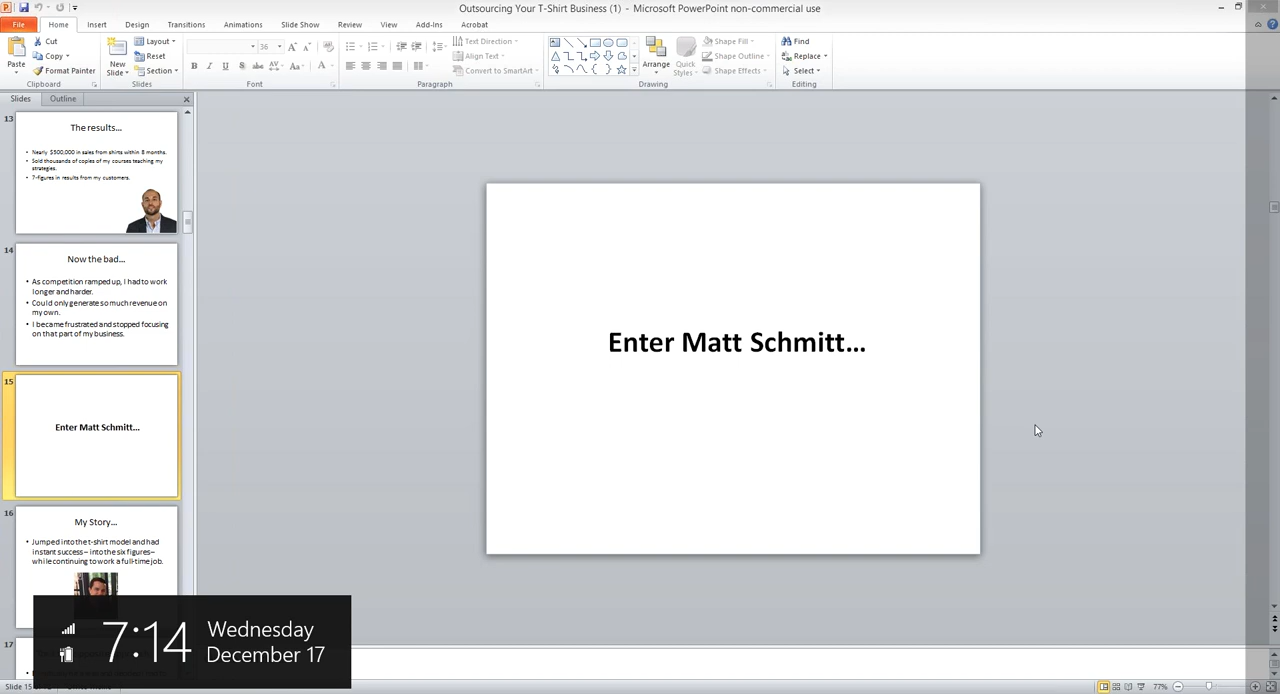 Outsourcing Your T-Shirt Business (1) - Microsoft PowerPoint non-commercial use
File Home Insert Design Transitions Animations Slide Show Review View Add-Ins Acrobat
Paste
Cut
Copy
Format Painter
Clipboard
New
Slide
Layout
Reset
Section
Slides
36
Font
Text Direction
Align Text
Convert to SmartArt
Paragraph
Arrange
Quick
Styles
Shape Fill
Shape Outline
Shape Effects
Drawing
Find
Replace
Select
Editing
Slides Outline
13
The results...
• Nearly $500,000 in sales from shirts within 8 months.
• Sold thousands of copies of my courses teaching my
strategies.
• 7-figures in results from my customers.
14
Now the bad...
• As competition ramped up, I had to work
longer and harder.
• Could only generate so much revenue on
my own.
• I became frustrated and stopped focusing
on that part of my business.
15
Enter Matt Schmitt...
16
My Story...
• Jumped into the t-shirt model and had
instant success – into the six figures –
while continuing to work a full-time job.
17
Enter Matt Schmitt...
7:14
Wednesday
December 17
Slide 15
77%